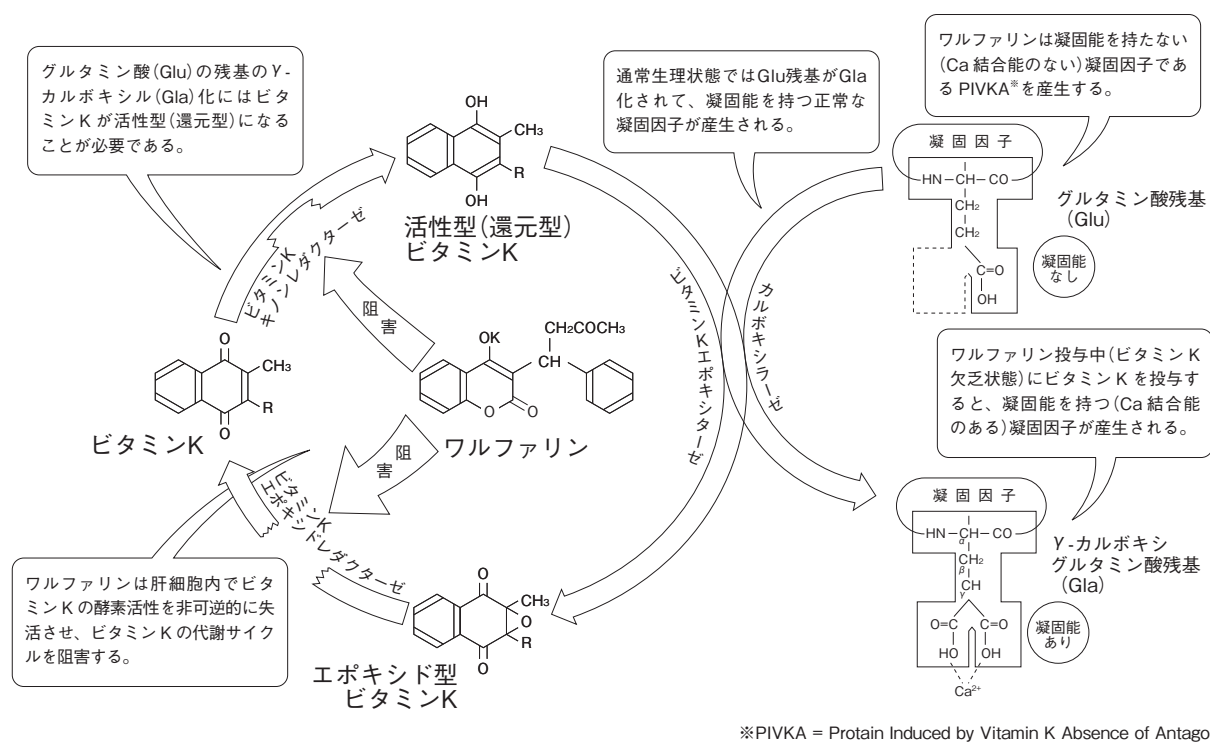 グルタミン酸(Glu)の残基のγ-
カルボキシル(Gla)化にはビタ
ミンKが活性型(還元型)になる
ことが必要である。
OH
CH₃
R
OH
活性型(還元型)
ビタミンK
通常生理状態ではGlu残基がGla
化されて、凝固能を持つ正常な
凝固因子が産生される。
ワルファリンは凝固能を持たない
(Ca結合能のない)凝固因子であ
るPIVKA※を産生する。
凝固因子
HN-CH-CO
CH₂
CH₂
C=O
OH
グルタミン酸残基
(Glu)
凝固能
なし
ビタミンK
キノンレダクターゼ
阻害
O
CH₃
R
O
ビタミンK
OK
CH₂COCH₃
CH
O
O
ワルファリン
阻害
ビタミンKエポキシターゼ
カルボキシラーゼ
ワルファリン投与中(ビタミンK
欠乏状態)にビタミンKを投与す
ると、凝固能を持つ(Ca結合能
のある)凝固因子が産生される。
ビタミンK
エポキシドレダクターゼ
ワルファリンは肝細胞内でビタ
ミンKの酵素活性を非可逆的に失
活させ、ビタミンKの代謝サイク
ルを阻害する。
O
CH₃
O
R
O
エポキシド型
ビタミンK
凝固因子
HN-CH-CO
α
CH₂
β
CH
γ
O=C
C=O
HO
OH
Ca²⁺
γ-カルボキシ
グルタミン酸残基
(Gla)
凝固能
あり
※PIVKA = Protain Induced by Vitamin K Absence of Antago